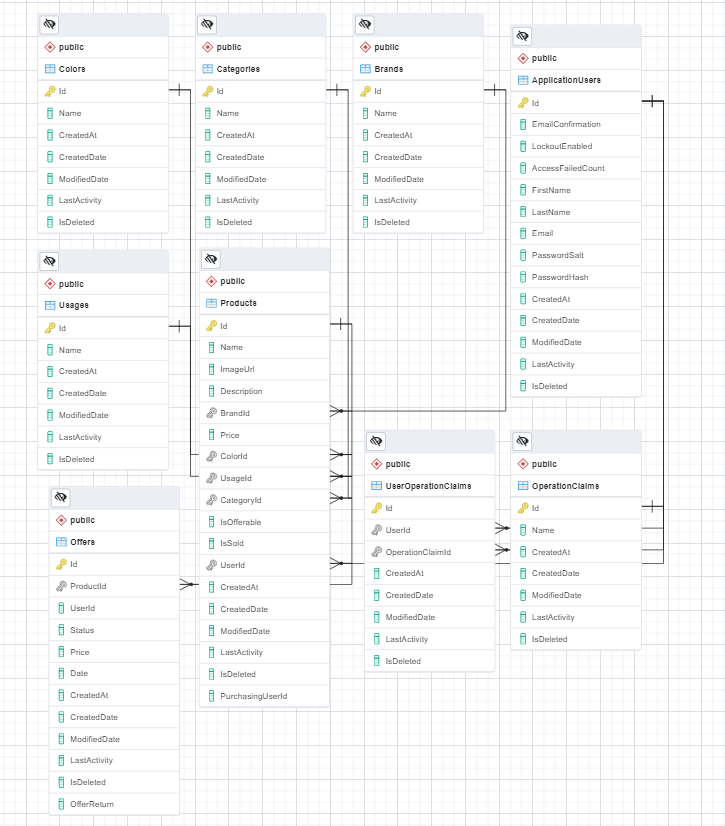 public
Colors
Id
Name
CreatedAt
CreatedDate
ModifiedDate
LastActivity
IsDeleted
public
Categories
Id
Name
CreatedAt
CreatedDate
ModifiedDate
LastActivity
IsDeleted
public
Brands
Id
Name
CreatedAt
CreatedDate
ModifiedDate
LastActivity
IsDeleted
public
ApplicationUsers
Id
EmailConfirmation
LockoutEnabled
AccessFailedCount
FirstName
LastName
Email
PasswordSalt
PasswordHash
CreatedAt
CreatedDate
ModifiedDate
LastActivity
IsDeleted
public
Usages
Id
Name
CreatedAt
CreatedDate
ModifiedDate
LastActivity
IsDeleted
public
Products
Id
Name
ImageUrl
Description
BrandId
Price
ColorId
UsageId
CategoryId
IsOfferable
IsSold
UserId
CreatedAt
CreatedDate
ModifiedDate
LastActivity
IsDeleted
PurchasingUserId
public
UserOperationClaims
Id
UserId
OperationClaimId
CreatedAt
CreatedDate
ModifiedDate
LastActivity
IsDeleted
public
OperationClaims
Id
Name
CreatedAt
CreatedDate
ModifiedDate
LastActivity
IsDeleted
public
Offers
Id
ProductId
UserId
Status
Price
Date
CreatedAt
CreatedDate
ModifiedDate
LastActivity
IsDeleted
OfferReturn